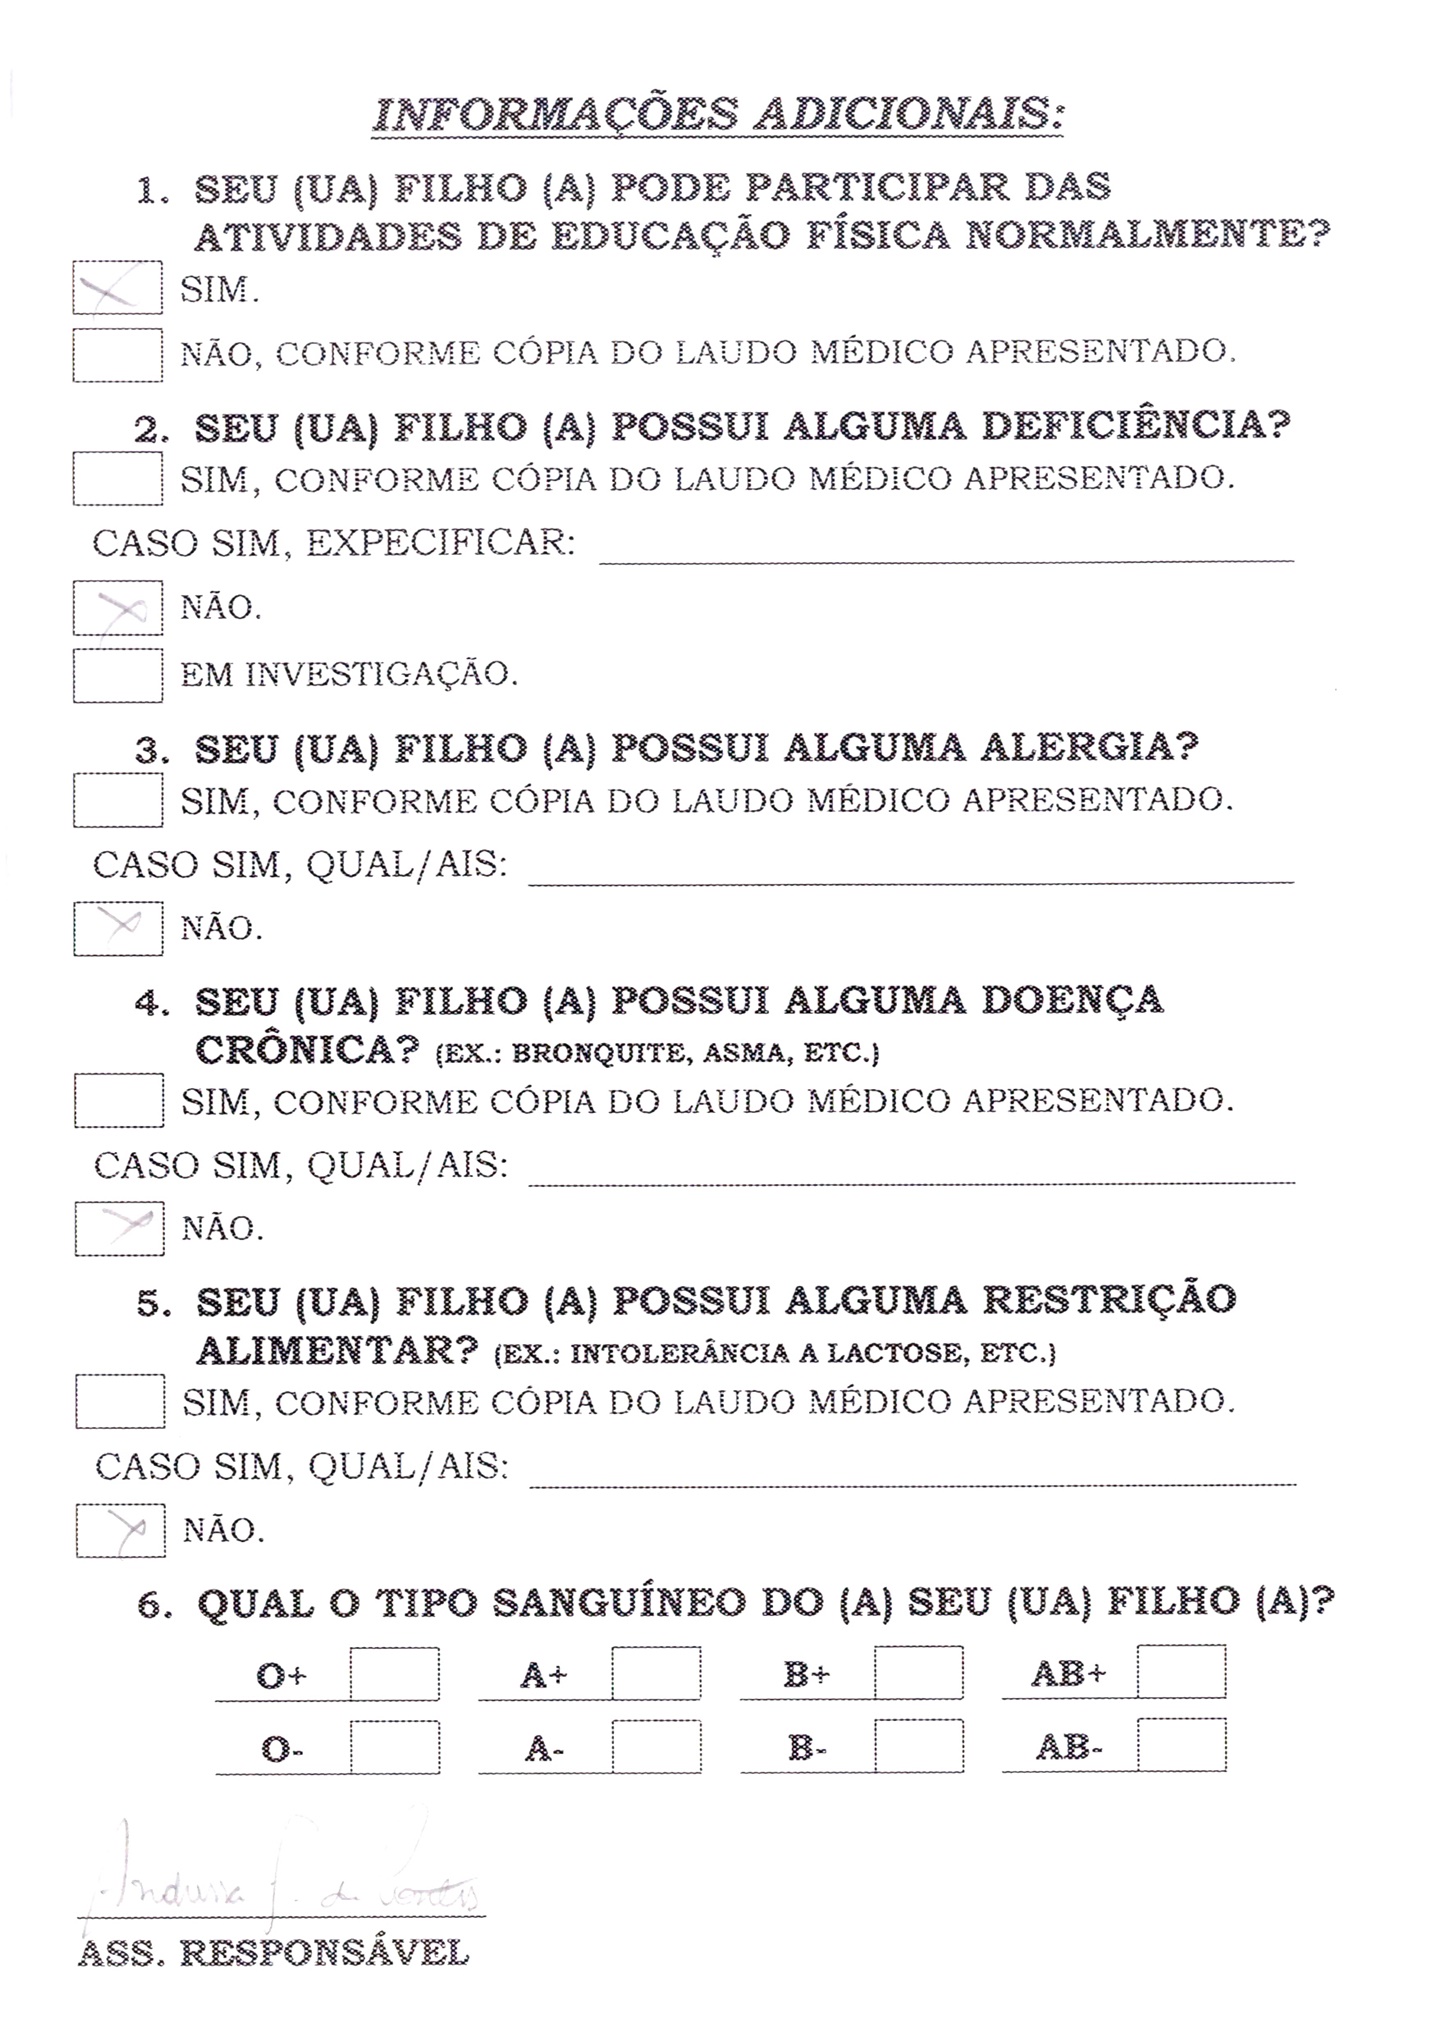 INFORMAÇÕES ADICIONAIS:
1. SEU (UA) FILHO (A) PODE PARTICIPAR DAS
ATIVIDADES DE EDUCAÇÃO FÍSICA NORMALMENTE?
X SIM.
NÃO, CONFORME CÓPIA DO LAUDO MÉDICO APRESENTADO.
2. SEU (UA) FILHO (A) POSSUI ALGUMA DEFICIÊNCIA?
SIM, CONFORME CÓPIA DO LAUDO MÉDICO APRESENTADO.
CASO SIM, EXPECIFICAR:
X NÃO.
EM INVESTIGAÇÃO.
3. SEU (UA) FILHO (A) POSSUI ALGUMA ALERGIA?
SIM, CONFORME CÓPIA DO LAUDO MÉDICO APRESENTADO.
CASO SIM, QUAL/AIS:
X NÃO.
4. SEU (UA) FILHO (A) POSSUI ALGUMA DOENÇA
CRÔNICA? (EX.: BRONQUITE, ASMA, ETC.)
SIM, CONFORME CÓPIA DO LAUDO MÉDICO APRESENTADO.
CASO SIM, QUAL/AIS:
X NÃO.
5. SEU (UA) FILHO (A) POSSUI ALGUMA RESTRIÇÃO
ALIMENTAR? (EX.: INTOLERÂNCIA A LACTOSE, ETC.)
SIM, CONFORME CÓPIA DO LAUDO MÉDICO APRESENTADO.
CASO SIM, QUAL/AIS:
X NÃO.
6. QUAL O TIPO SANGUÍNEO DO (A) SEU (UA) FILHO (A)?
O+ A+ B+ AB+
O- A- B- AB-
ASS. RESPONSÁVEL